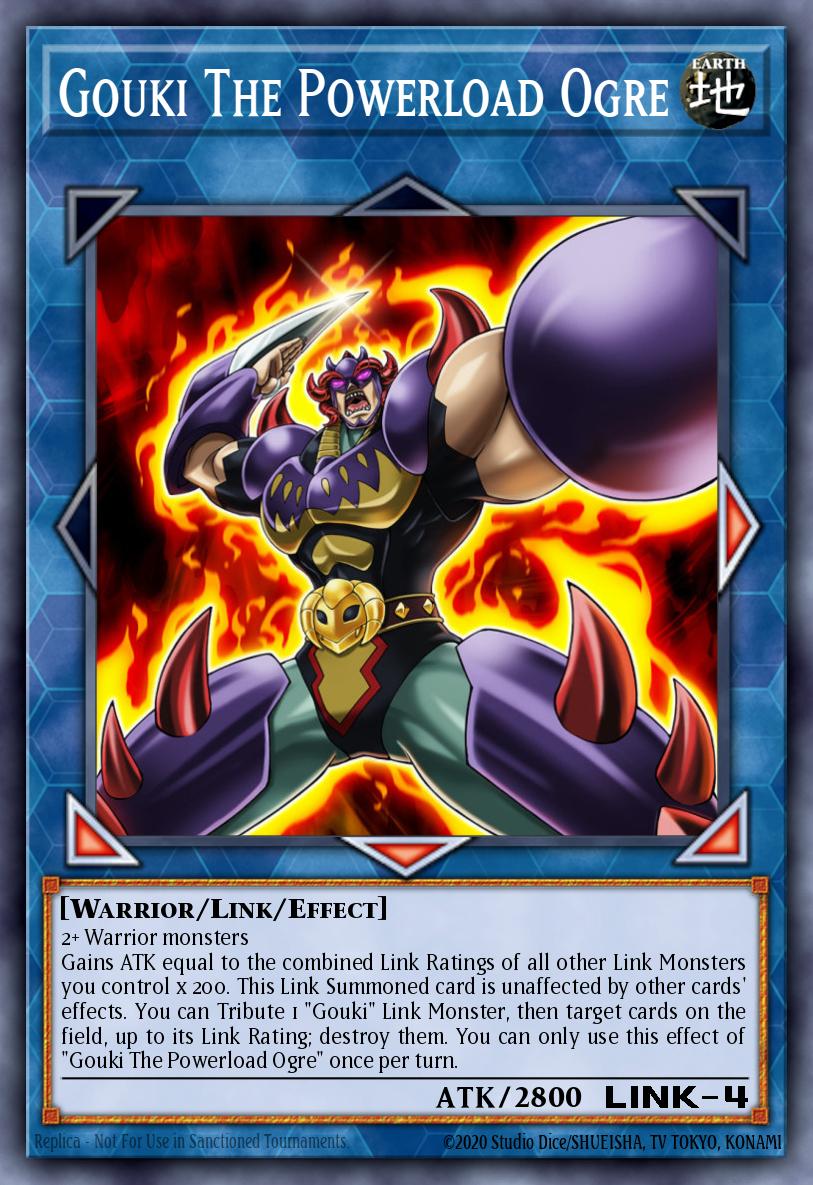 Gouki The Powerload Ogre
EARTH
地
[Warrior/Link/Effect]
2+ Warrior monsters
Gains ATK equal to the combined Link Ratings of all other Link Monsters
you control x 200. This Link Summoned card is unaffected by other cards'
effects. You can Tribute 1 "Gouki" Link Monster, then target cards on the
field, up to its Link Rating; destroy them. You can only use this effect of
"Gouki The Powerload Ogre" once per turn.
ATK/2800 LINK-4
Replica - Not For Use in Sanctioned Tournaments.
©2020 Studio Dice/SHUEISHA, TV TOKYO, KONAMI